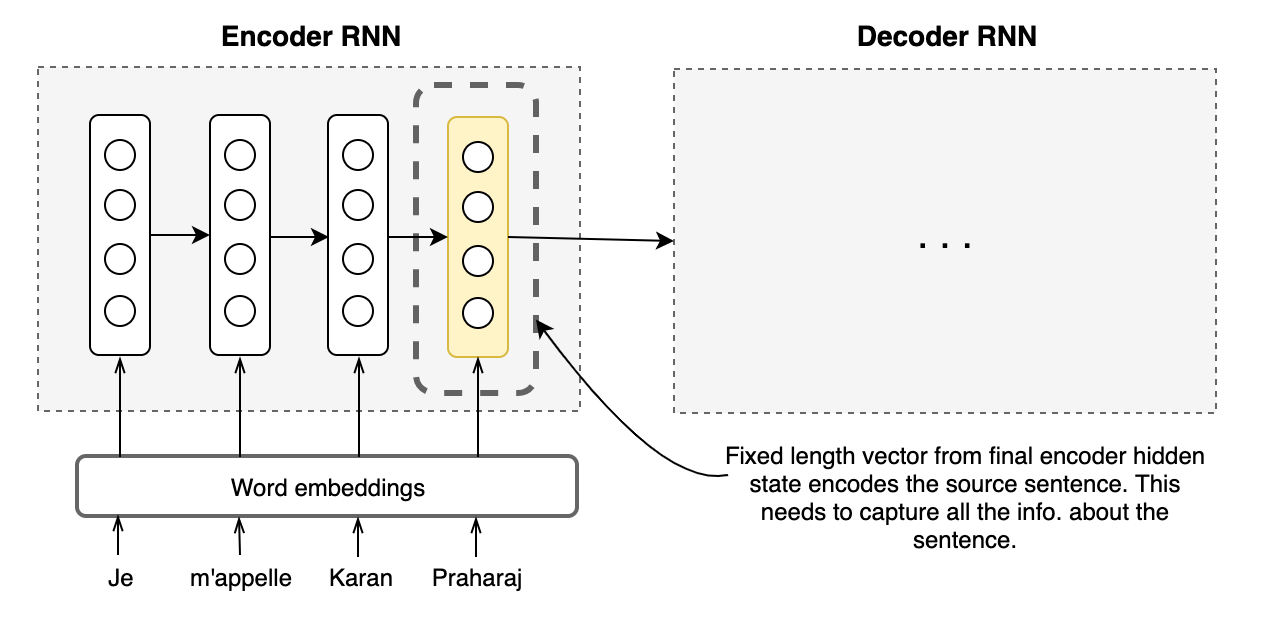 Encoder RNN
Decoder RNN
. . .
Fixed length vector from final encoder hidden
state encodes the source sentence. This
needs to capture all the info. about the
sentence.
Word embeddings
Je m'appelle Karan Praharaj